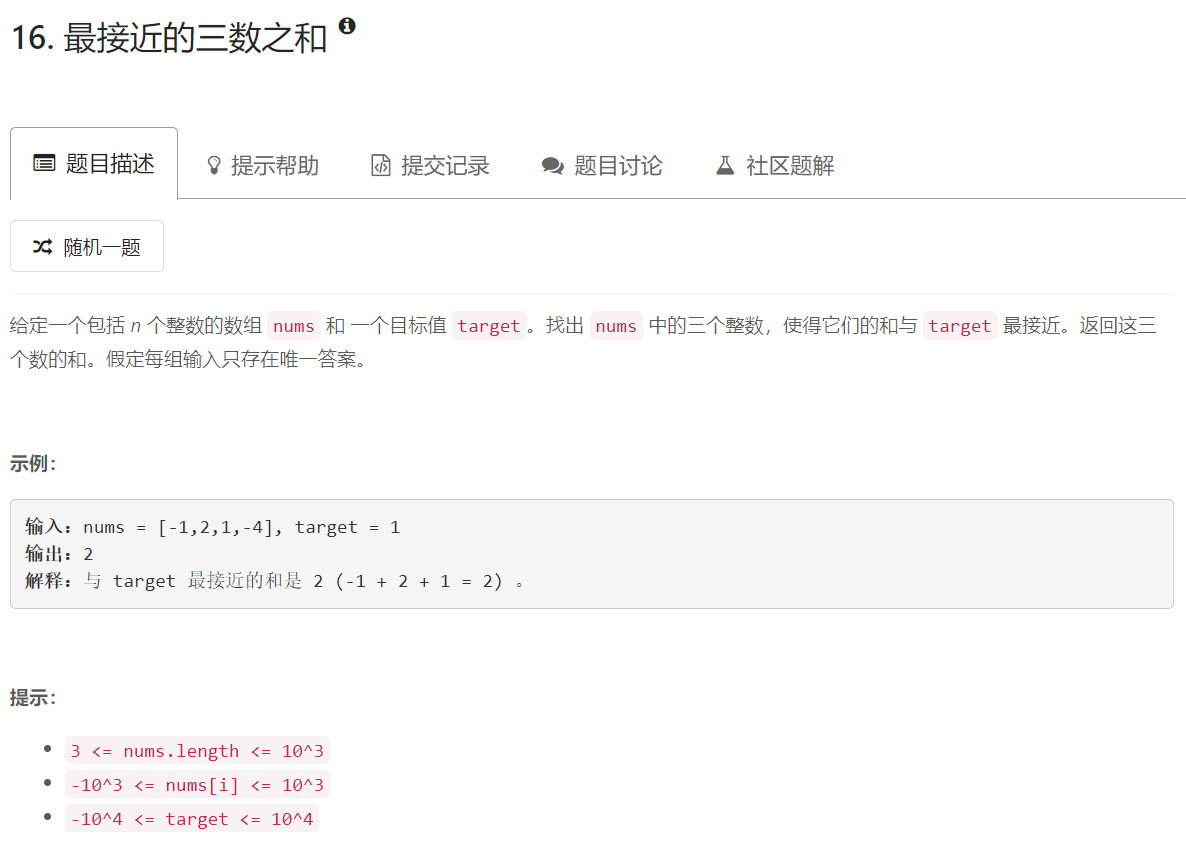 16. 最接近的三数之和
题目描述
提示帮助
提交记录
题目讨论
社区题解
随机一题
给定一个包括 n 个整数的数组 nums 和 一个目标值 target 。找出 nums 中的三个整数，使得它们的和与 target 最接近。返回这三
个数的和。假定每组输入只存在唯一答案。
示例：
输入：nums = [-1,2,1,-4], target = 1
输出：2
解释：与 target 最接近的和是 2 (-1 + 2 + 1 = 2) 。
提示：
3 <= nums.length <= 10^3
-10^3 <= nums[i] <= 10^3
-10^4 <= target <= 10^4